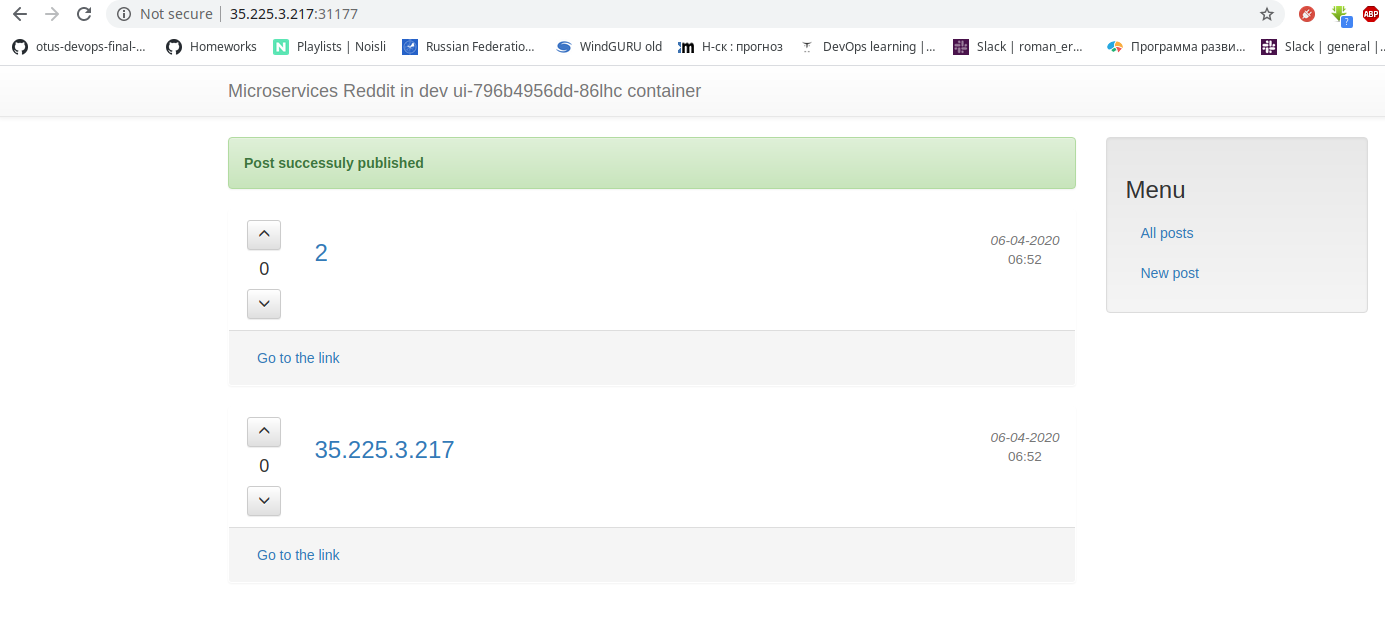 Not secure | 35.225.3.217:31177
ABP
?
otus-devops-final-... Homeworks N Playlists | Noisli Russian Federatio... WindGURU old :m Н-ск : прогноз DevOps learning |... Slack | roman_er... Программа разви... Slack | general |...
Microservices Reddit in dev ui-796b4956dd-86lhc container
Post successuly published
Menu
All posts
New post
2
06-04-2020
06:52
0
Go to the link
35.225.3.217
06-04-2020
06:52
0
Go to the link